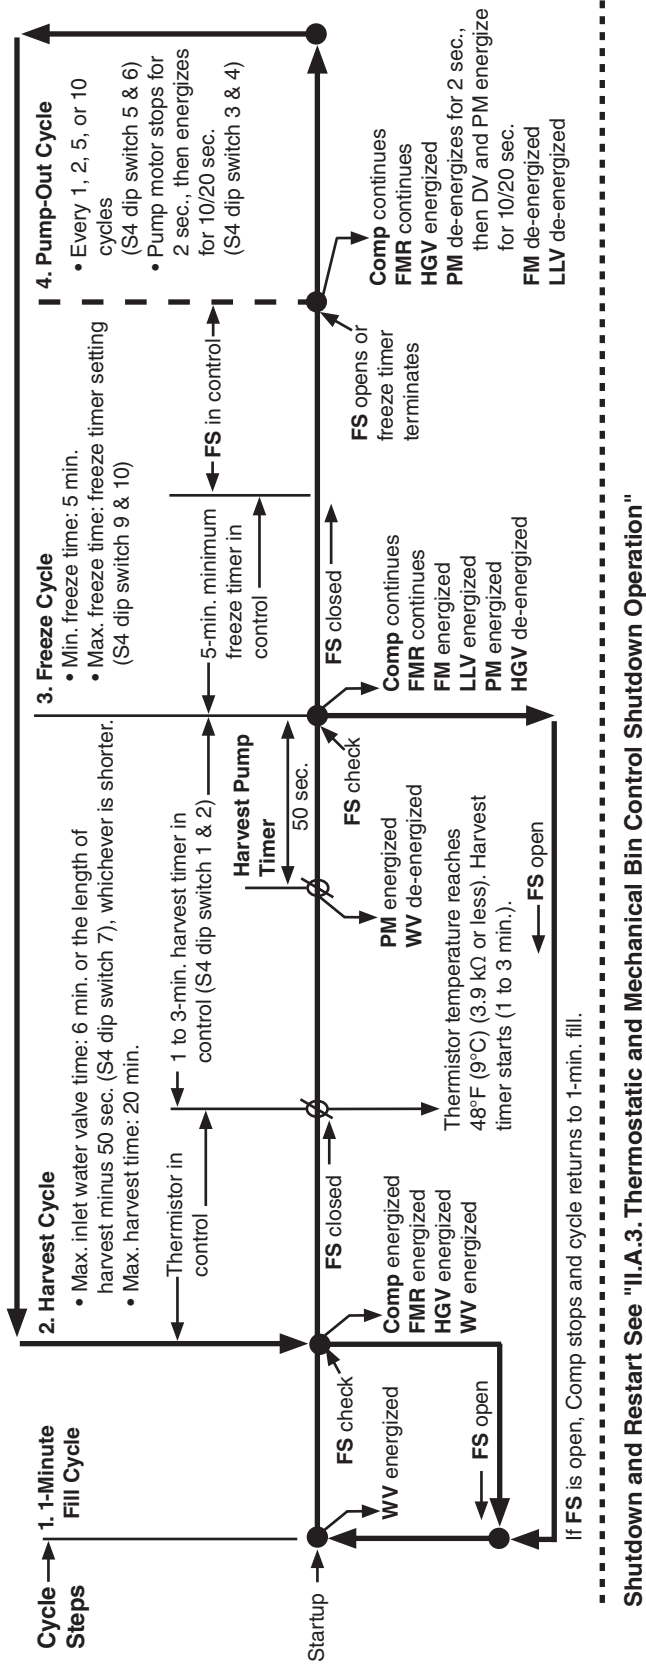 Cycle
Steps
1. 1-Minute
Fill Cycle
2. Harvest Cycle
• Max. inlet water valve time: 6 min. or the length of
harvest minus 50 sec. (S4 dip switch 7), whichever is shorter.
• Max. harvest time: 20 min.
3. Freeze Cycle
• Min. freeze time: 5 min.
• Max. freeze time: freeze timer setting
(S4 dip switch 9 & 10)
4. Pump-Out Cycle
• Every 1, 2, 5, or 10
cycles
(S4 dip switch 5 & 6)
• Pump motor stops for
2 sec., then energizes
for 10/20 sec.
(S4 dip switch 3 & 4)
Thermistor in
control
1 to 3-min. harvest timer in
control (S4 dip switch 1 & 2)
Harvest Pump
Timer
50 sec.
5-min. minimum
freeze timer in
control
FS in control
Startup
WV energized
FS check
FS closed
Comp energized
FMR energized
HGV energized
WV energized
FS open
Thermistor temperature reaches
48°F (9°C) (3.9 kΩ or less). Harvest
timer starts (1 to 3 min.).
PM energized
WV de-energized
FS check
FS closed
Comp continues
FMR continues
FM energized
LLV energized
PM energized
HGV de-energized
FS opens or
freeze timer
terminates
Comp continues
FMR continues
HGV energized
PM de-energizes for 2 sec.,
then DV and PM energize
for 10/20 sec.
FM de-energized
LLV de-energized
FS open
If FS is open, Comp stops and cycle returns to 1-min. fill.
Shutdown and Restart See "II.A.3. Thermostatic and Mechanical Bin Control Shutdown Operation"